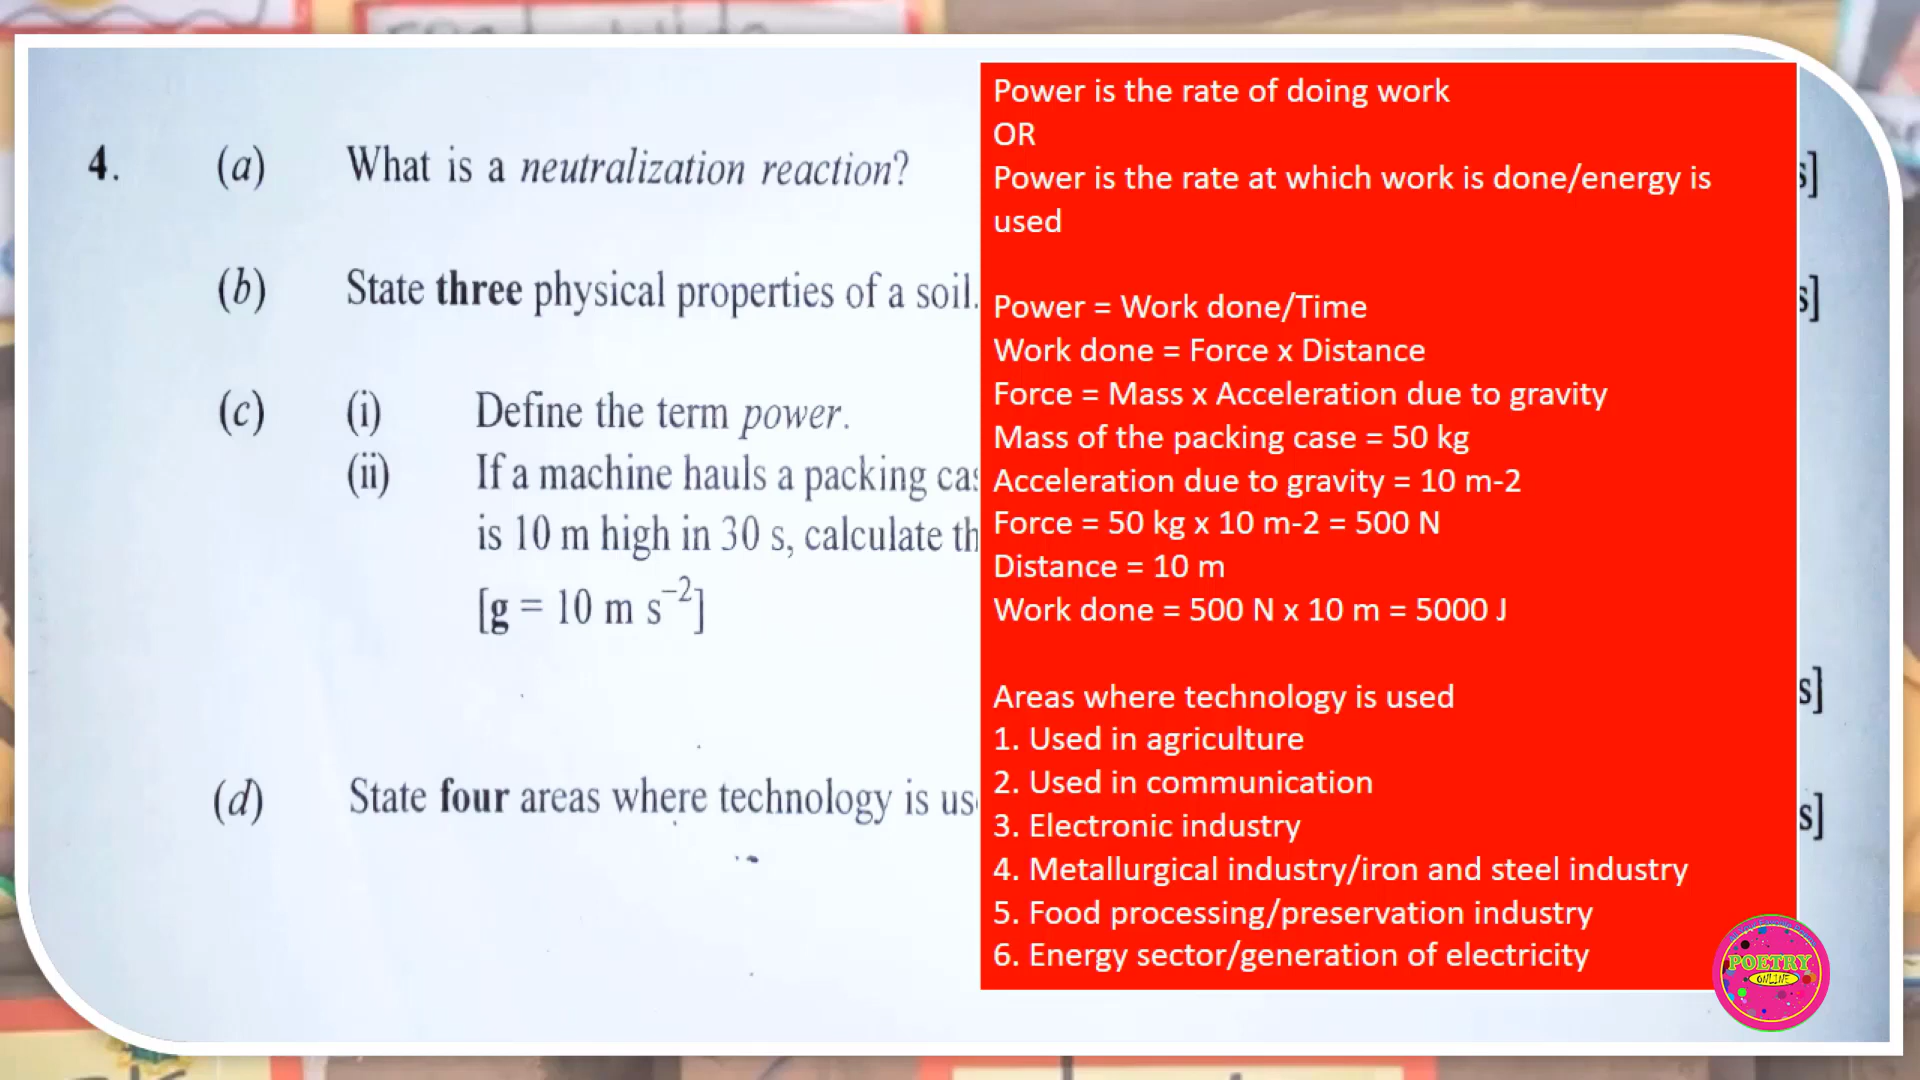 4. (a) What is a neutralization reaction?
s]
(b) State three physical properties of a soil.
s]
(c) (i) Define the term power.
(ii) If a machine hauls a packing cas
is 10 m high in 30 s, calculate th
[g = 10 m s⁻²]
s]
(d) State four areas where technology is us
s]
Power is the rate of doing work
OR
Power is the rate at which work is done/energy is
used
Power = Work done/Time
Work done = Force x Distance
Force = Mass x Acceleration due to gravity
Mass of the packing case = 50 kg
Acceleration due to gravity = 10 m-2
Force = 50 kg x 10 m-2 = 500 N
Distance = 10 m
Work done = 500 N x 10 m = 5000 J
Areas where technology is used
1. Used in agriculture
2. Used in communication
3. Electronic industry
4. Metallurgical industry/iron and steel industry
5. Food processing/preservation industry
6. Energy sector/generation of electricity
POETRY
ONLINE